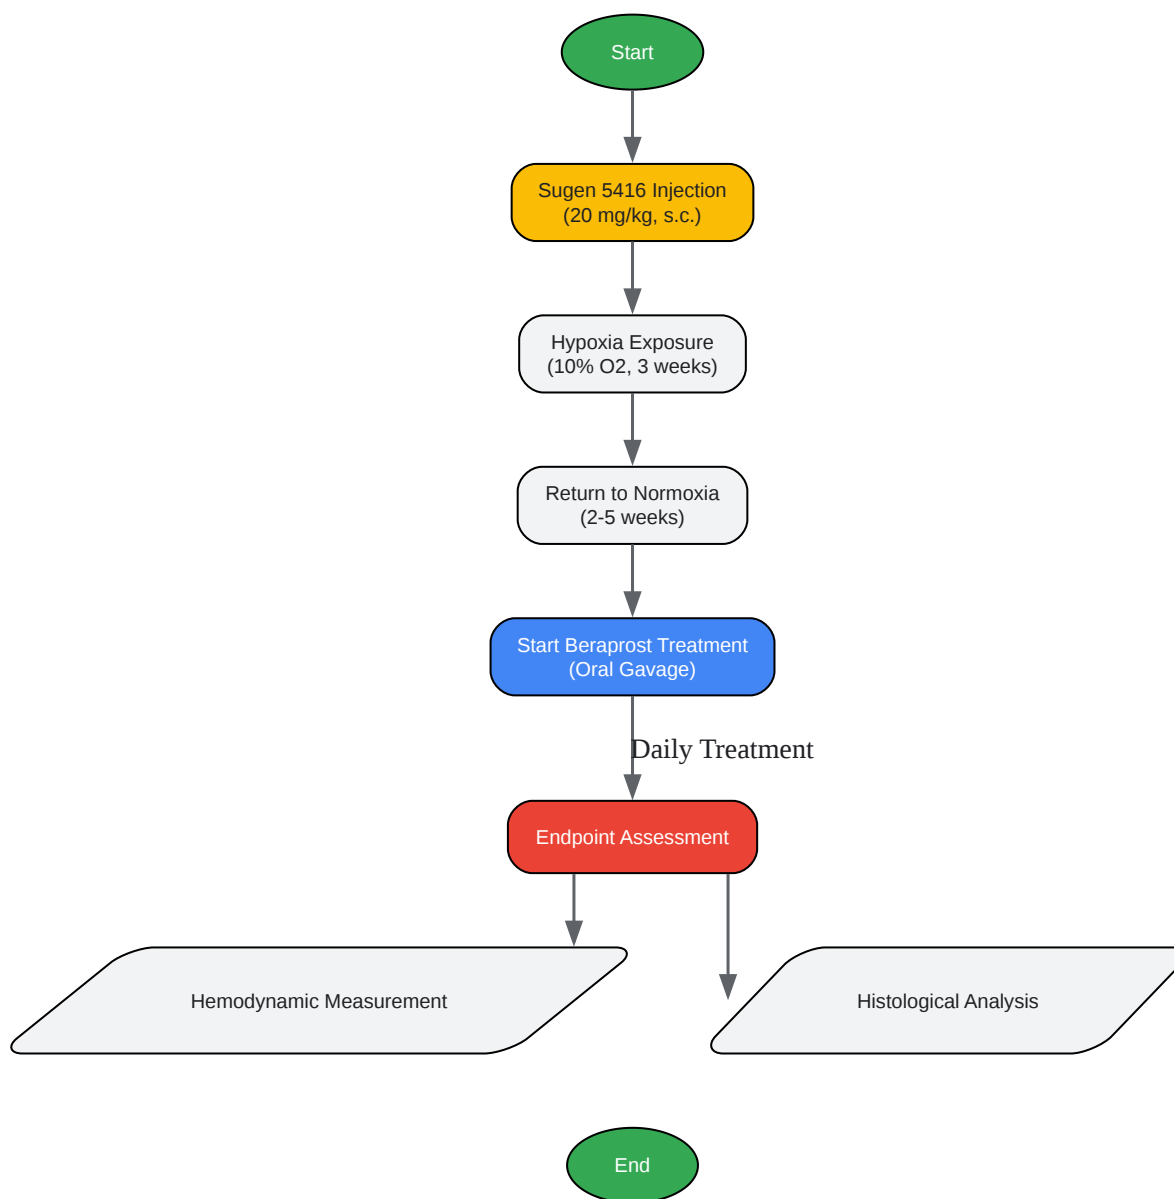 Start
Sugen 5416 Injection
(20 mg/kg, s.c.)
Hypoxia Exposure
(10% O2, 3 weeks)
Return to Normoxia
(2-5 weeks)
Start Beraprost Treatment
(Oral Gavage)
Daily Treatment
Endpoint Assessment
Hemodynamic Measurement
Histological Analysis
End